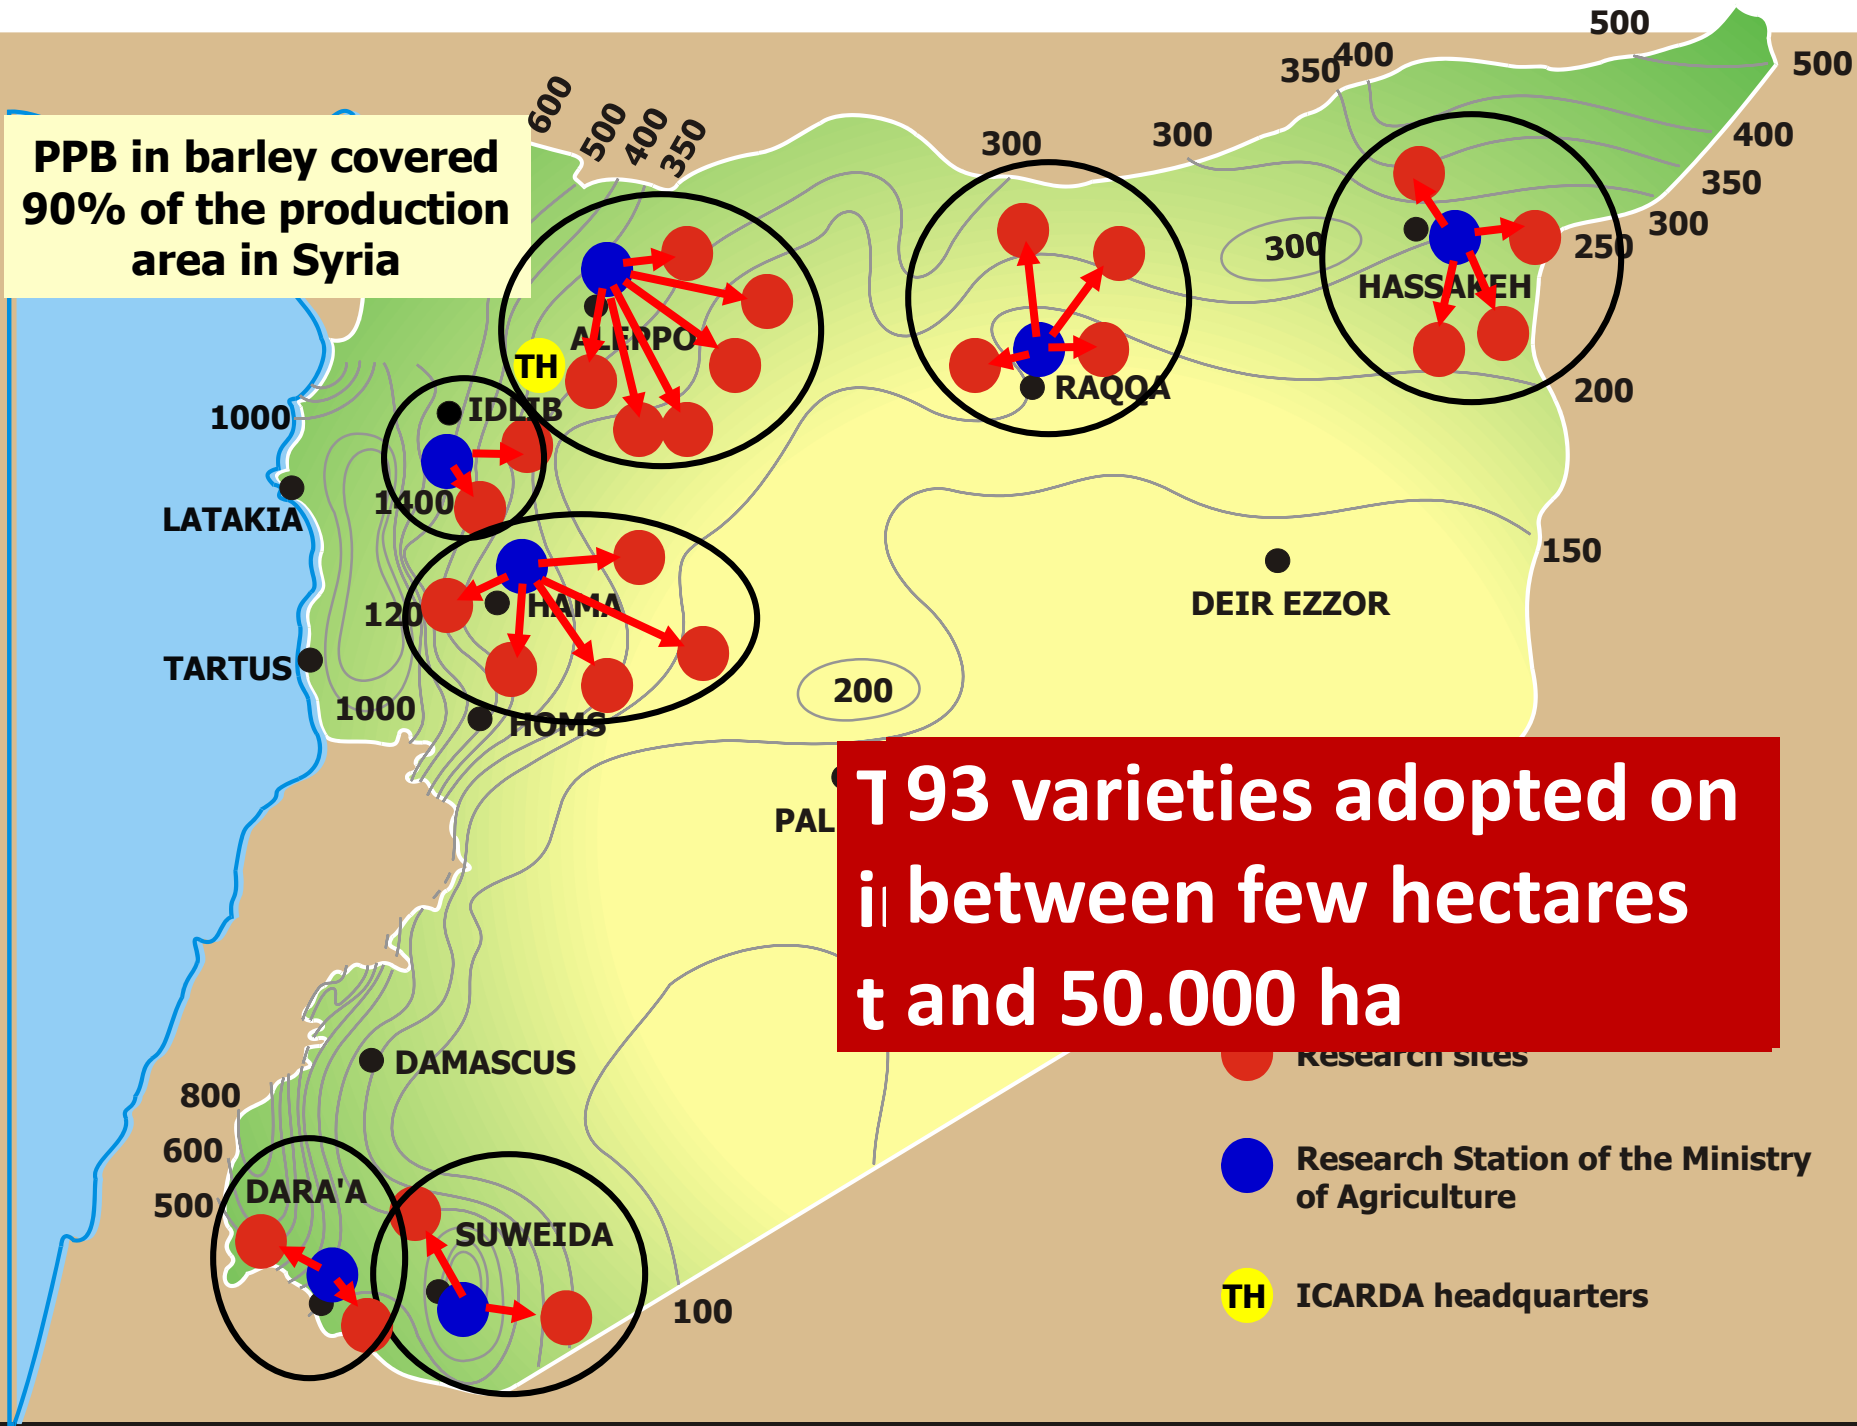 500
400
350
500
600
500
400
350
300
300
400
350
300
250
PPB in barley covered
90% of the production
area in Syria
300
HASSAKEH
ALEPPO
TH
RAQQA
200
IDLIB
1000
1400
LATAKIA
150
DEIR EZZOR
120
HAMA
TARTUS
200
1000
HOMS
PAL
93 varieties adopted on
between few hectares
and 50.000 ha
Research sites
DAMASCUS
800
600
DARA'A
500
SUWEIDA
100
Research Station of the Ministry
of Agriculture
TH ICARDA headquarters